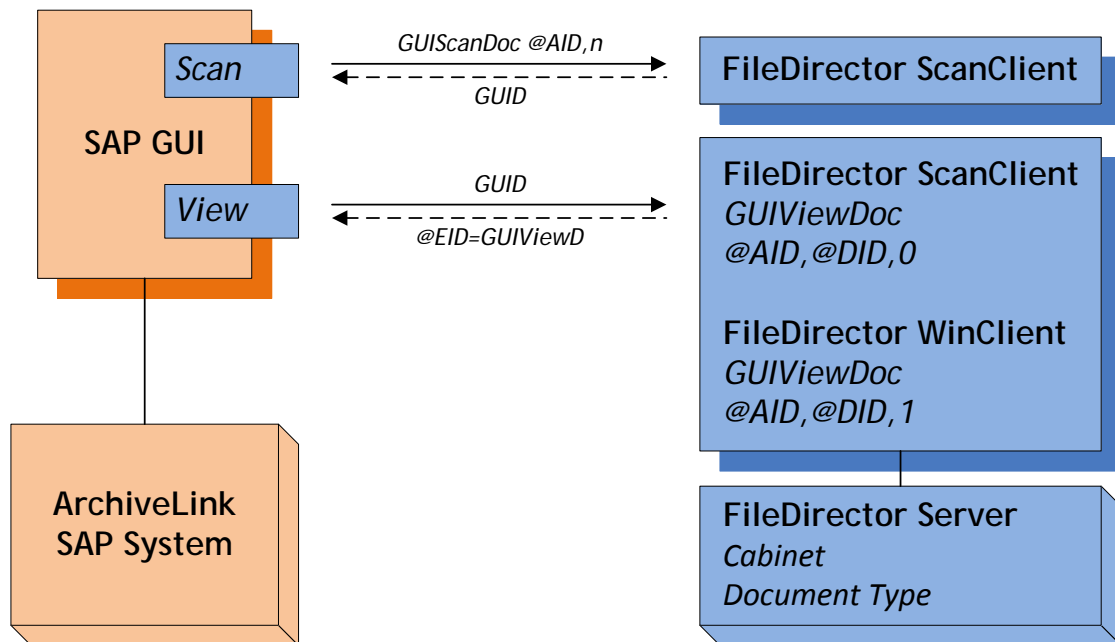 Scan
SAP GUI
View
GUIScanDoc @AID,n
GUID
GUID
@EID=GUIViewD
FileDirector ScanClient
FileDirector ScanClient
GUIViewDoc
@AID,@DID,0
FileDirector WinClient
GUIViewDoc
@AID,@DID,1
ArchiveLink
SAP System
FileDirector Server
Cabinet
Document Type